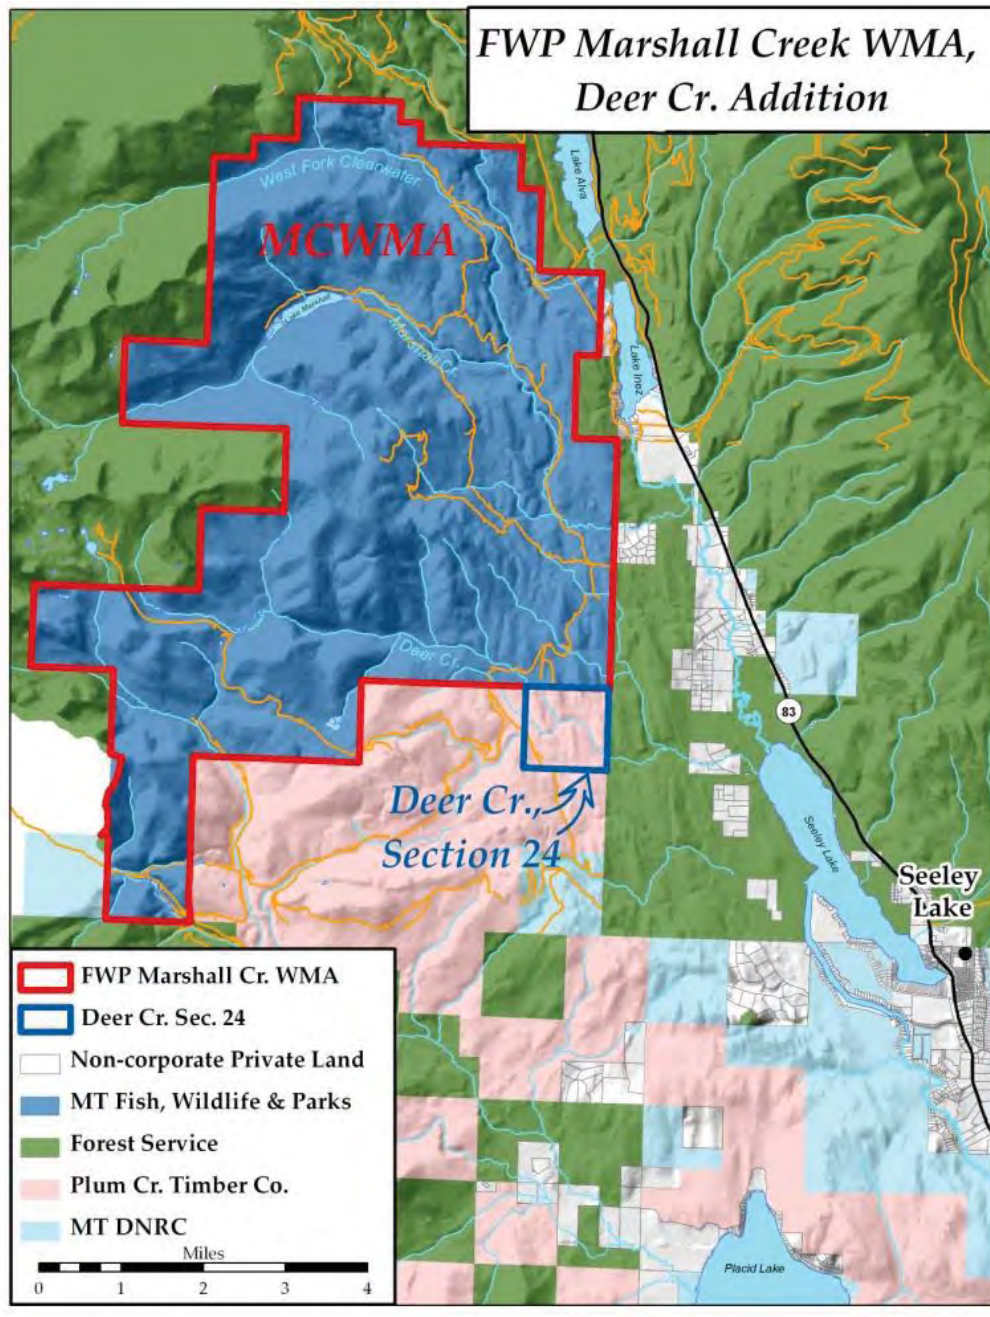 FWP Marshall Creek WMA,
Deer Cr. Addition
Lake Alva
West Fork Clearwater
MCWMA
Marshall
Marshall Cr.
Lake Inez
Deer Cr.
83
Deer Cr.,
Section 24
Seeley Lake
Seeley
Lake
FWP Marshall Cr. WMA
Deer Cr. Sec. 24
Non-corporate Private Land
MT Fish, Wildlife & Parks
Forest Service
Plum Cr. Timber Co.
MT DNRC
Miles
0 1 2 3 4
Placid Lake